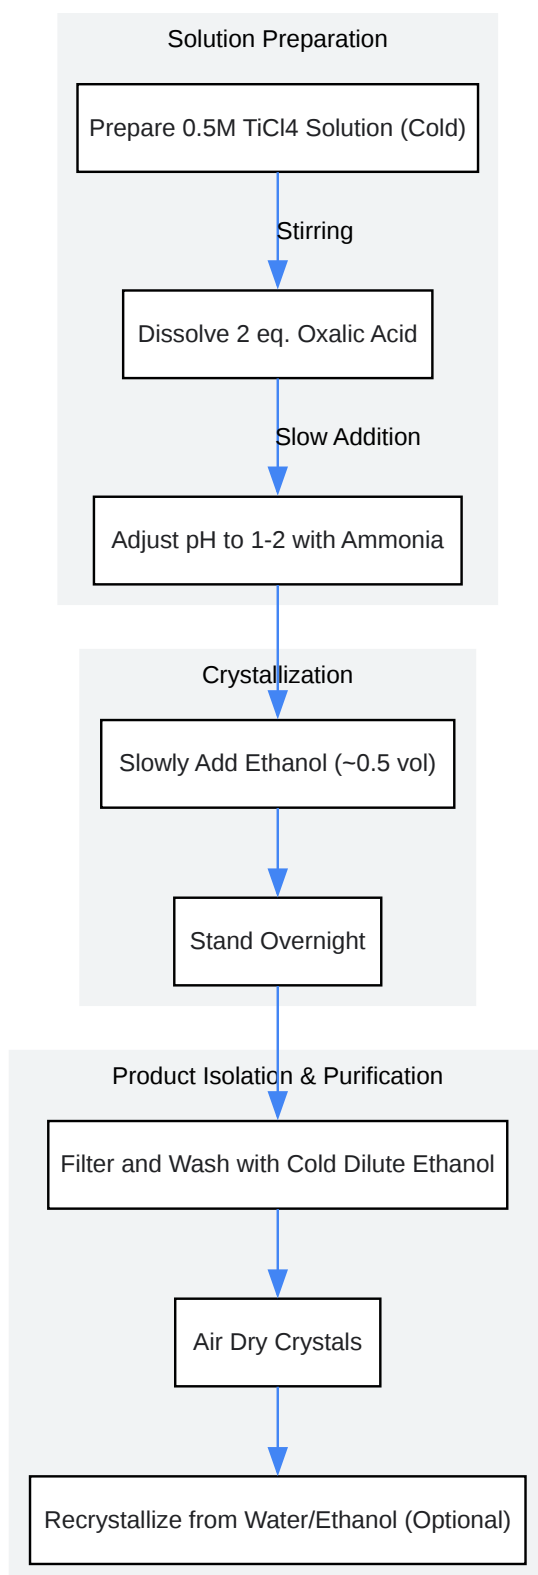 Solution Preparation
Prepare 0.5M TiCl4 Solution (Cold)
Stirring
Dissolve 2 eq. Oxalic Acid
Slow Addition
Adjust pH to 1-2 with Ammonia
Crystallization
Slowly Add Ethanol (~0.5 vol)
Stand Overnight
Product Isolation & Purification
Filter and Wash with Cold Dilute Ethanol
Air Dry Crystals
Recrystallize from Water/Ethanol (Optional)